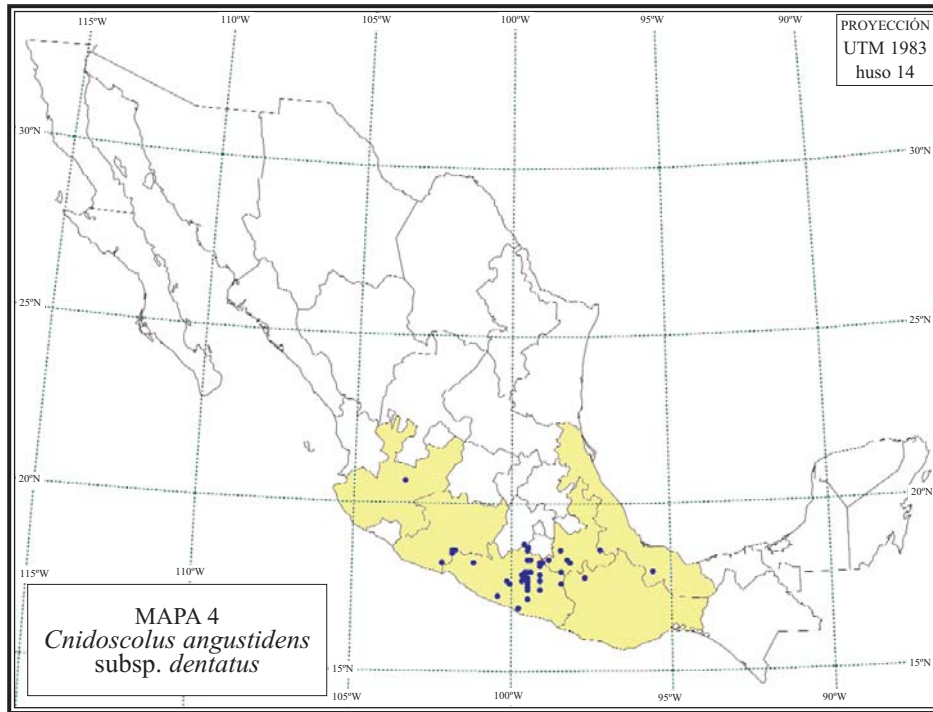 115ºW
110ºW
105ºW
100ºW
95ºW
90ºW
PROYECCIÓN
UTM 1983
huso 14
30ºN
30ºN
25ºN
25ºN
20ºN
20ºN
115ºW
110ºW
15ºN
15ºN
105ºW
100ºW
95ºW
90ºW
MAPA 4
Cnidoscolus angustidens
subsp. dentatus